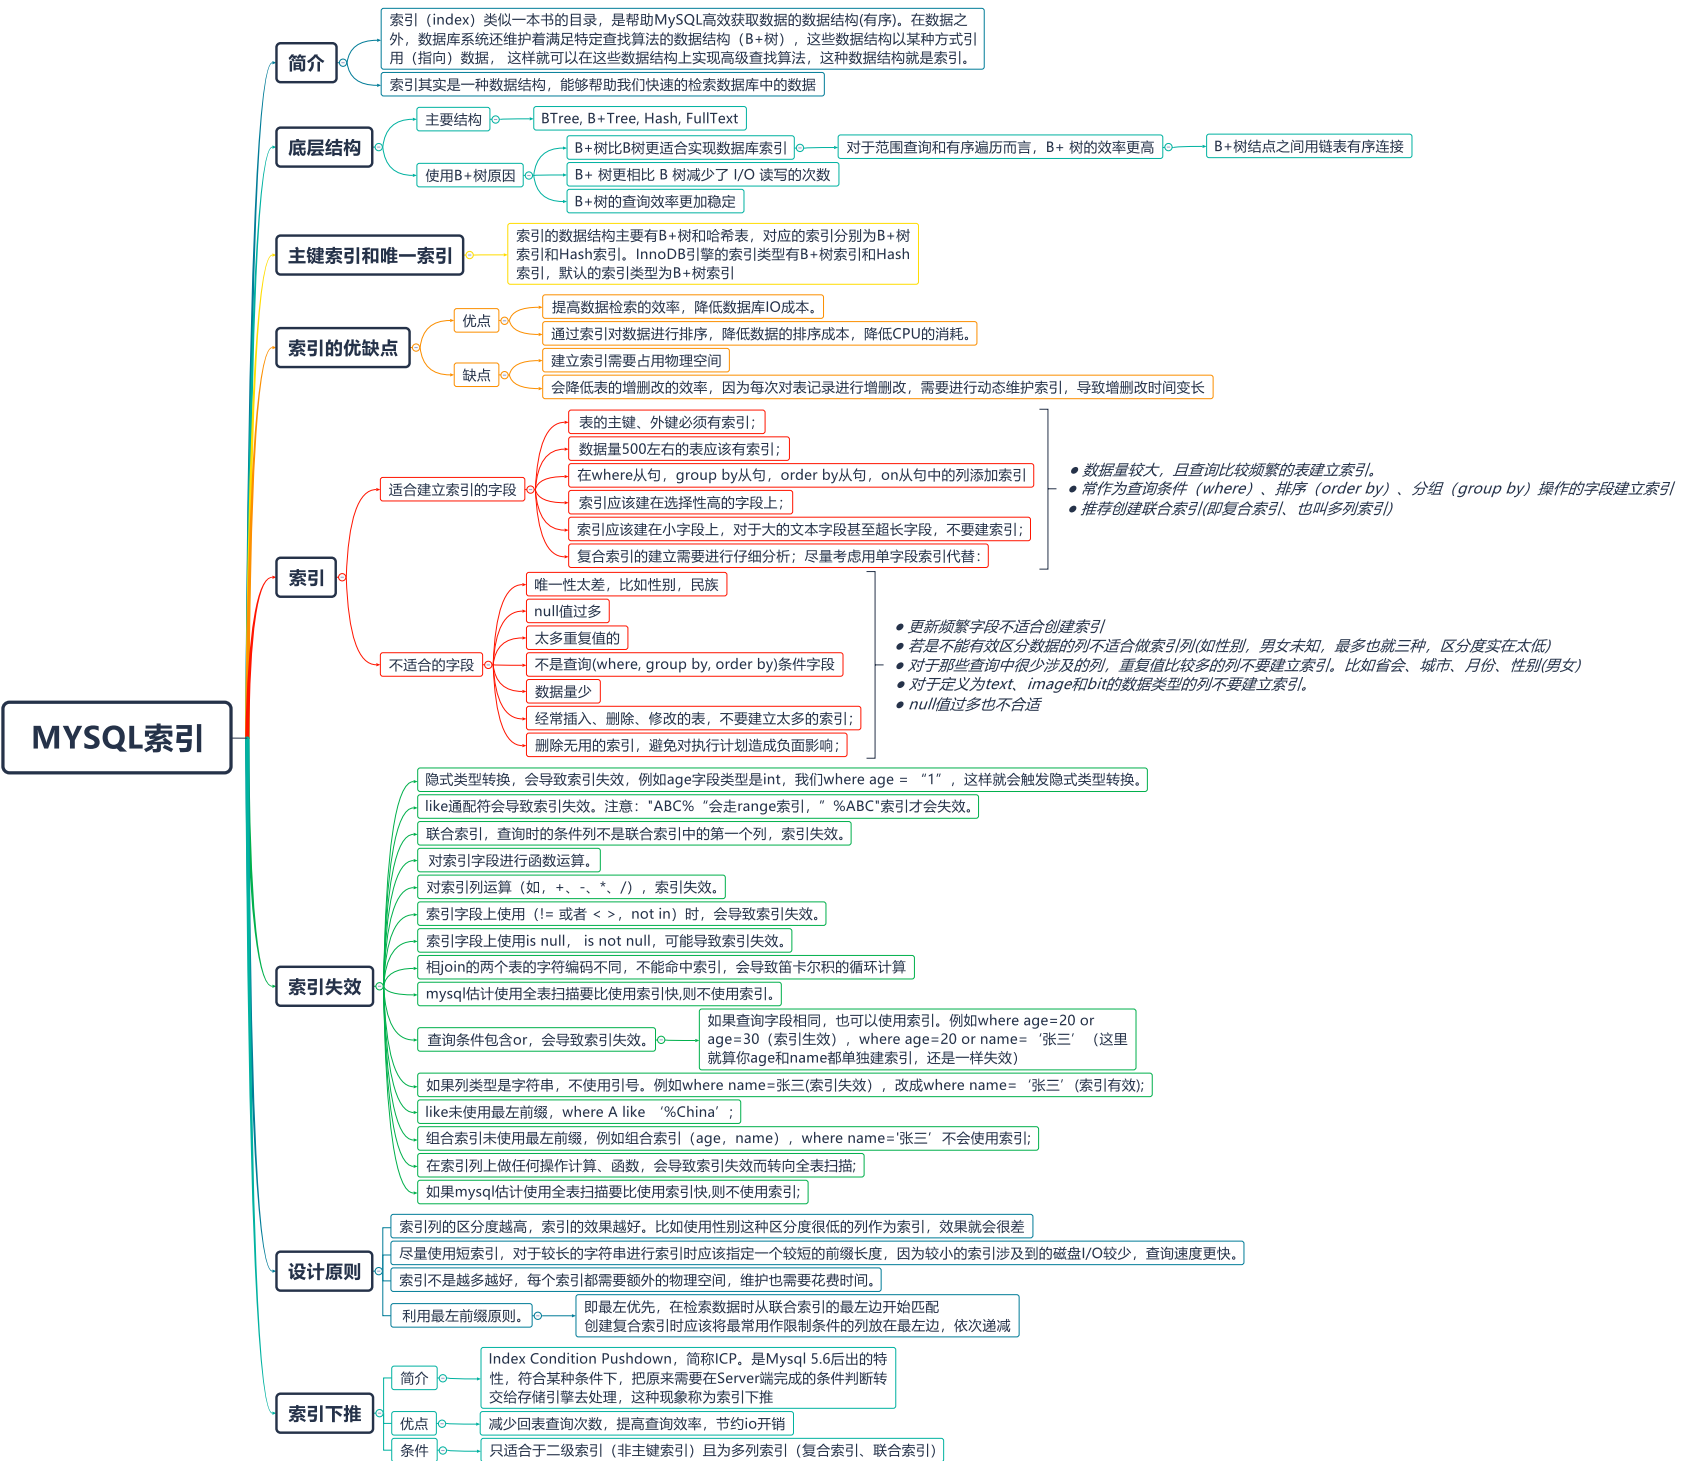 MYSQL索引
简介
索引（index）类似一本书的目录，是帮助MySQL高效获取数据的数据结构(有序)。在数据之
外，数据库系统还维护着满足特定查找算法的数据结构（B+树），这些数据结构以某种方式引
用（指向）数据， 这样就可以在这些数据结构上实现高级查找算法，这种数据结构就是索引。
索引其实是一种数据结构，能够帮助我们快速的检索数据库中的数据
底层结构
主要结构
BTree, B+Tree, Hash, FullText
使用B+树原因
B+树比B树更适合实现数据库索引
对于范围查询和有序遍历而言，B+ 树的效率更高
B+树结点之间用链表有序连接
B+ 树更相比 B 树减少了 I/O 读写的次数
B+树的查询效率更加稳定
主键索引和唯一索引
索引的数据结构主要有B+树和哈希表，对应的索引分别为B+树
索引和Hash索引。InnoDB引擎的索引类型有B+树索引和Hash
索引，默认的索引类型为B+树索引
索引的优缺点
优点
提高数据检索的效率，降低数据库IO成本。
通过索引对数据进行排序，降低数据的排序成本，降低CPU的消耗。
缺点
建立索引需要占用物理空间
会降低表的增删改的效率，因为每次对表记录进行增删改，需要进行动态维护索引，导致增删改时间变长
索引
适合建立索引的字段
表的主键、外键必须有索引；
数据量500左右的表应该有索引；
在where从句，group by从句，order by从句，on从句中的列添加索引
索引应该建在选择性高的字段上；
索引应该建在小字段上，对于大的文本字段甚至超长字段，不要建索引；
复合索引的建立需要进行仔细分析；尽量考虑用单字段索引代替：
● 数据量较大，且查询比较频繁的表建立索引。
● 常作为查询条件（where）、排序（order by）、分组（group by）操作的字段建立索引
● 推荐创建联合索引(即复合索引、也叫多列索引)
不适合的字段
唯一性太差，比如性别，民族
null值过多
太多重复值的
不是查询(where, group by, order by)条件字段
数据量少
经常插入、删除、修改的表，不要建立太多的索引；
删除无用的索引，避免对执行计划造成负面影响；
● 更新频繁字段不适合创建索引
● 若是不能有效区分数据的列不适合做索引列(如性别，男女未知，最多也就三种，区分度实在太低)
● 对于那些查询中很少涉及的列，重复值比较多的列不要建立索引。比如省会、城市、月份、性别(男女)
● 对于定义为text、image和bit的数据类型的列不要建立索引。
● null值过多也不合适
索引失效
隐式类型转换，会导致索引失效，例如age字段类型是int，我们where age = “1”，这样就会触发隐式类型转换。
like通配符会导致索引失效。注意："ABC%“会走range索引，”%ABC"索引才会失效。
联合索引，查询时的条件列不是联合索引中的第一个列，索引失效。
对索引字段进行函数运算。
对索引列运算（如，+、-、*、/），索引失效。
索引字段上使用（!= 或者 < >，not in）时，会导致索引失效。
索引字段上使用is null， is not null，可能导致索引失效。
相join的两个表的字符编码不同，不能命中索引，会导致笛卡尔积的循环计算
mysql估计使用全表扫描要比使用索引快,则不使用索引。
查询条件包含or，会导致索引失效。
如果查询字段相同，也可以使用索引。例如where age=20 or
age=30（索引生效），where age=20 or name=‘张三’（这里
就算你age和name都单独建索引，还是一样失效）
如果列类型是字符串，不使用引号。例如where name=张三(索引失效），改成where name=‘张三’(索引有效);
like未使用最左前缀，where A like ‘%China’;
组合索引未使用最左前缀，例如组合索引（age，name），where name='张三’不会使用索引;
在索引列上做任何操作计算、函数，会导致索引失效而转向全表扫描;
如果mysql估计使用全表扫描要比使用索引快,则不使用索引;
设计原则
索引列的区分度越高，索引的效果越好。比如使用性别这种区分度很低的列作为索引，效果就会很差
尽量使用短索引，对于较长的字符串进行索引时应该指定一个较短的前缀长度，因为较小的索引涉及到的磁盘I/O较少，查询速度更快。
索引不是越多越好，每个索引都需要额外的物理空间，维护也需要花费时间。
利用最左前缀原则。
即最左优先，在检索数据时从联合索引的最左边开始匹配
创建复合索引时应该将最常用作限制条件的列放在最左边，依次递减
索引下推
简介
Index Condition Pushdown，简称ICP。是Mysql 5.6后出的特
性，符合某种条件下，把原来需要在Server端完成的条件判断转
交给存储引擎去处理，这种现象称为索引下推
优点
减少回表查询次数，提高查询效率，节约io开销
条件
只适合于二级索引（非主键索引）且为多列索引（复合索引、联合索引）